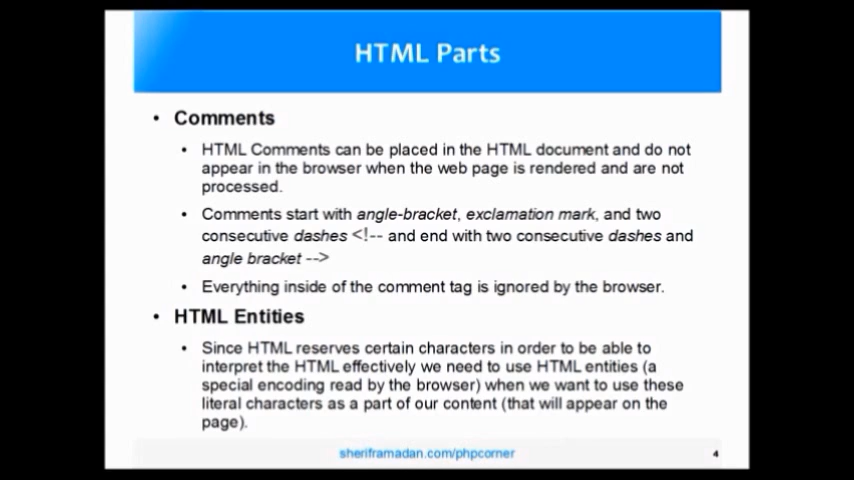 HTML Parts
• Comments
• HTML Comments can be placed in the HTML document and do not
appear in the browser when the web page is rendered and are not
processed.
• Comments start with angle-bracket, exclamation mark, and two
consecutive dashes <!-- and end with two consecutive dashes and
angle bracket -->
• Everything inside of the comment tag is ignored by the browser.
• HTML Entities
• Since HTML reserves certain characters in order to be able to
interpret the HTML effectively we need to use HTML entities (a
special encoding read by the browser) when we want to use these
literal characters as a part of our content (that will appear on the
page).
sheriframadan.com/phpcorner
4